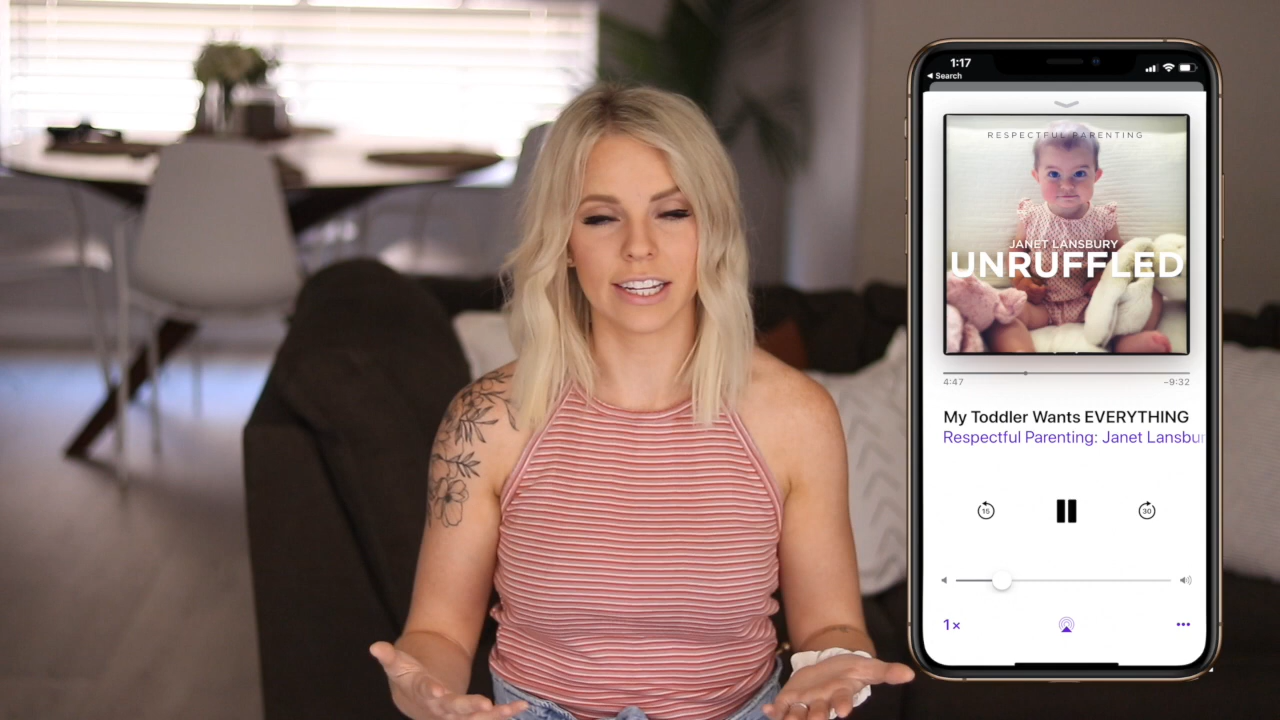 1:17
Search
RESPECTFUL PARENTING
JANET LANSBURY
UNRUFFLED
4:47
-9:32
My Toddler Wants EVERYTHING
Respectful Parenting: Janet Lansbur
15
30
1×